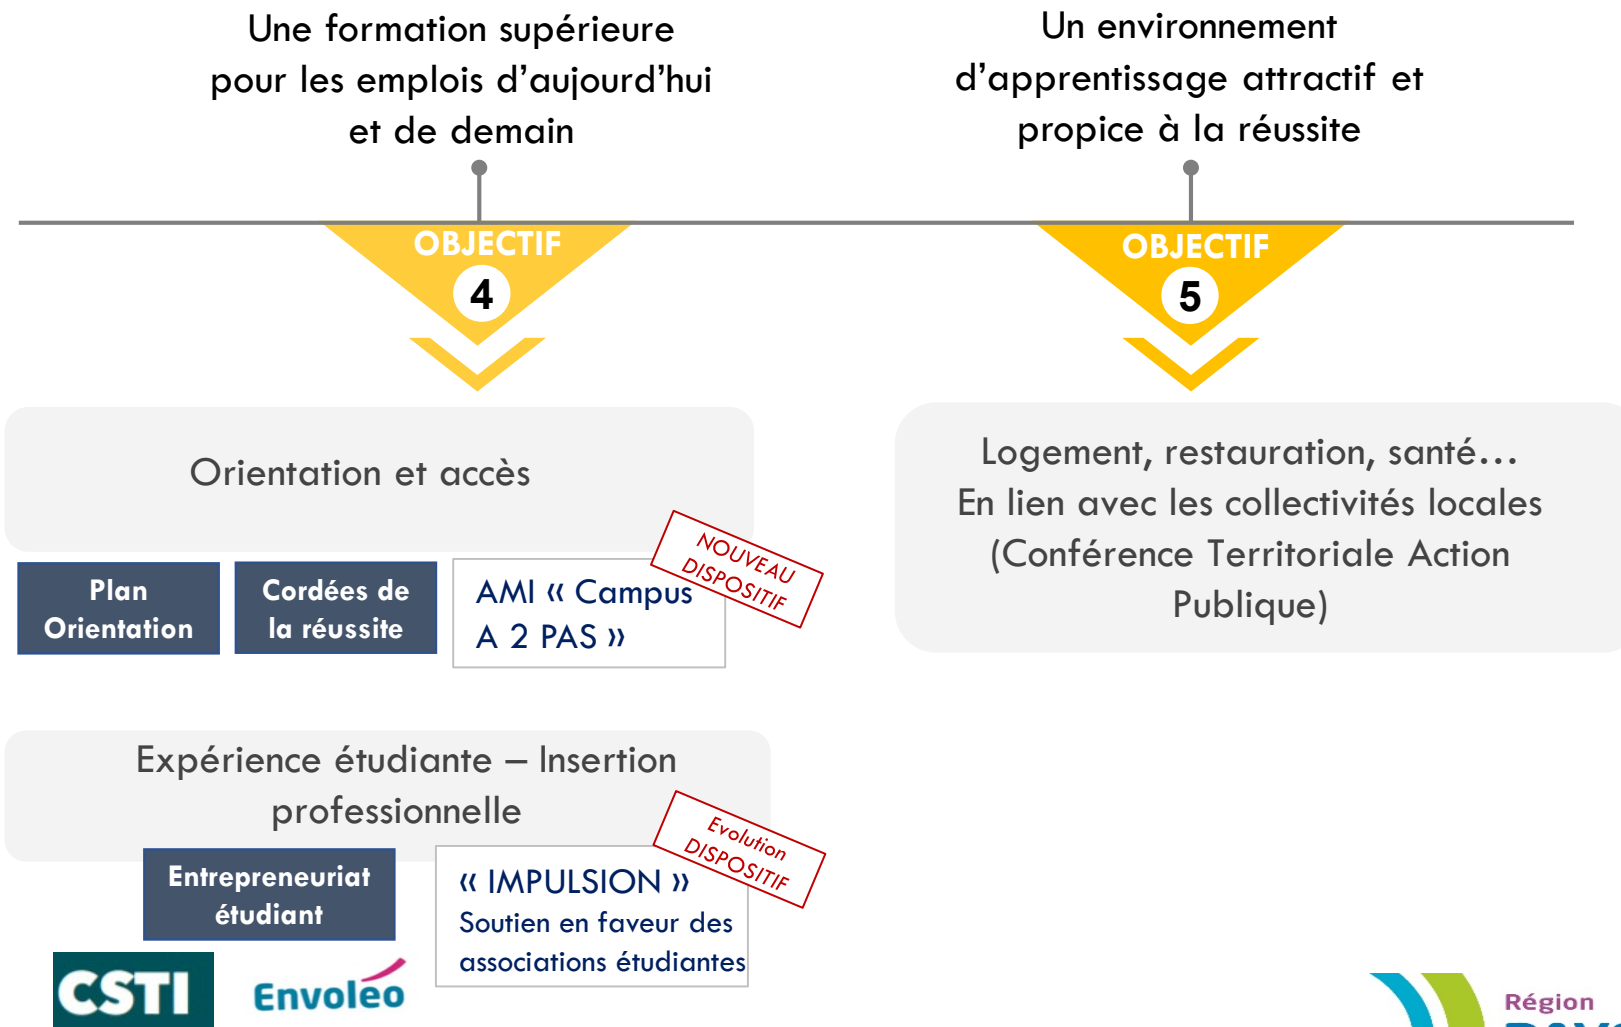 Une formation supérieure
pour les emplois d'aujourd'hui
et de demain
OBJECTIF
4
Orientation et accès
NOUVEAU
DISPOSITIF
Plan
Orientation
Cordées de
la réussite
AMI « Campus
A 2 PAS »
Expérience étudiante – Insertion
professionnelle
Evolution
DISPOSITIF
Entrepreneuriat
étudiant
« IMPULSION »
Soutien en faveur des
associations étudiantes
CSTI
Envoléo
Un environnement
d'apprentissage attractif et
propice à la réussite
OBJECTIF
5
Logement, restauration, santé…
En lien avec les collectivités locales
(Conférence Territoriale Action
Publique)
Région